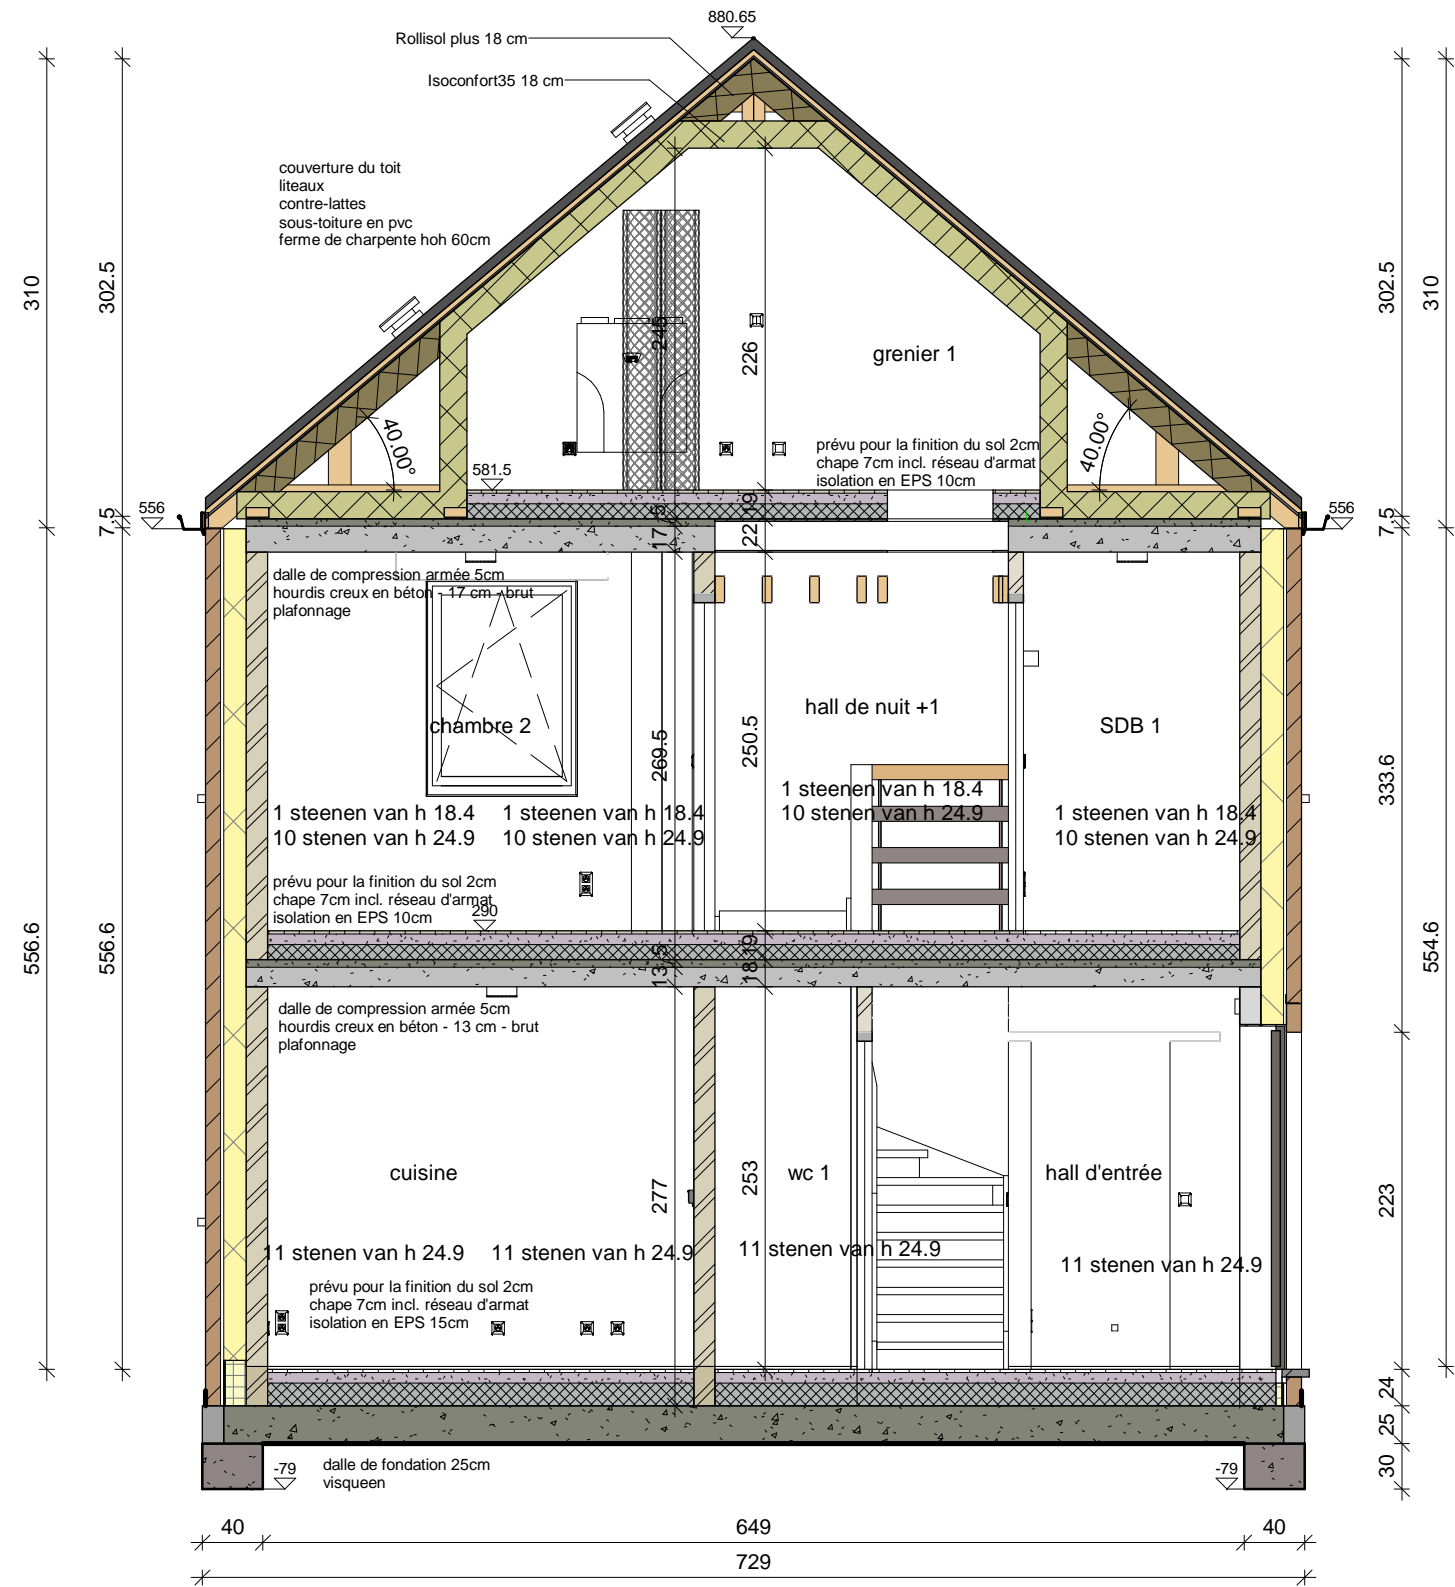 880.65
Rollisol plus 18 cm
Isoconfort35 18 cm
couverture du toit
liteaux
contre-lattes
sous-toiture en pvc
ferme de charpente hoh 60cm
310
302.5
302.5
310
246
226
grenier 1
40.00°
40.00°
prévu pour la finition du sol 2cm
chape 7cm incl. réseau d'armat
isolation en EPS 10cm
581.5
556
556
7.5
7.5
17.5
22
19
dalle de compression armée 5cm
hourdis creux en béton - 17 cm - brut
plafonnage
chambre 2
hall de nuit +1
SDB 1
269.5
250.5
333.6
1 steenen van h 18.4
10 stenen van h 24.9
1 steenen van h 18.4
10 stenen van h 24.9
1 steenen van h 18.4
10 stenen van h 24.9
1 steenen van h 18.4
10 stenen van h 24.9
prévu pour la finition du sol 2cm
chape 7cm incl. réseau d'armat
isolation en EPS 10cm
290
556.6
556.6
554.6
13.5
18
19
dalle de compression armée 5cm
hourdis creux en béton - 13 cm - brut
plafonnage
cuisine
wc 1
hall d'entrée
277
253
223
11 stenen van h 24.9
11 stenen van h 24.9
11 stenen van h 24.9
11 stenen van h 24.9
prévu pour la finition du sol 2cm
chape 7cm incl. réseau d'armat
isolation en EPS 15cm
24
25
30
-79
-79
dalle de fondation 25cm
visqueen
40
649
40
729